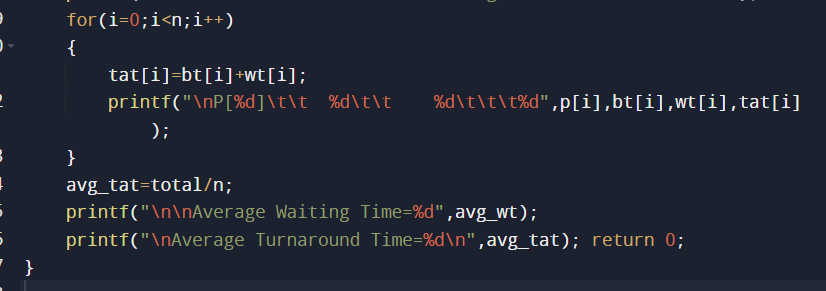 for(i=0;i<n;i++)
{
tat[i]=bt[i]+wt[i];
printf("\nP[%d]\t\t  %d\t\t    %d\t\t\t%d",p[i],bt[i],wt[i],tat[i]
);
}
avg_tat=total/n;
printf("\n\nAverage Waiting Time=%d",avg_wt);
printf("\nAverage Turnaround Time=%d\n",avg_tat); return 0;
}